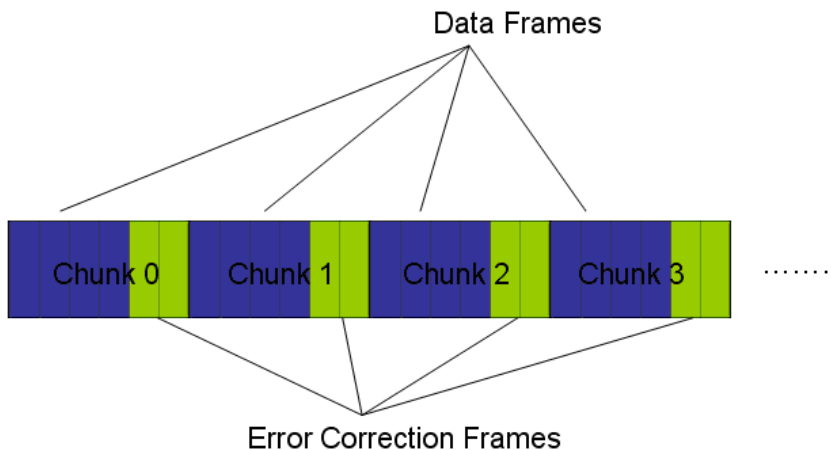 Data Frames
Chunk 0 Chunk 1 Chunk 2 Chunk 3 .......
Error Correction Frames